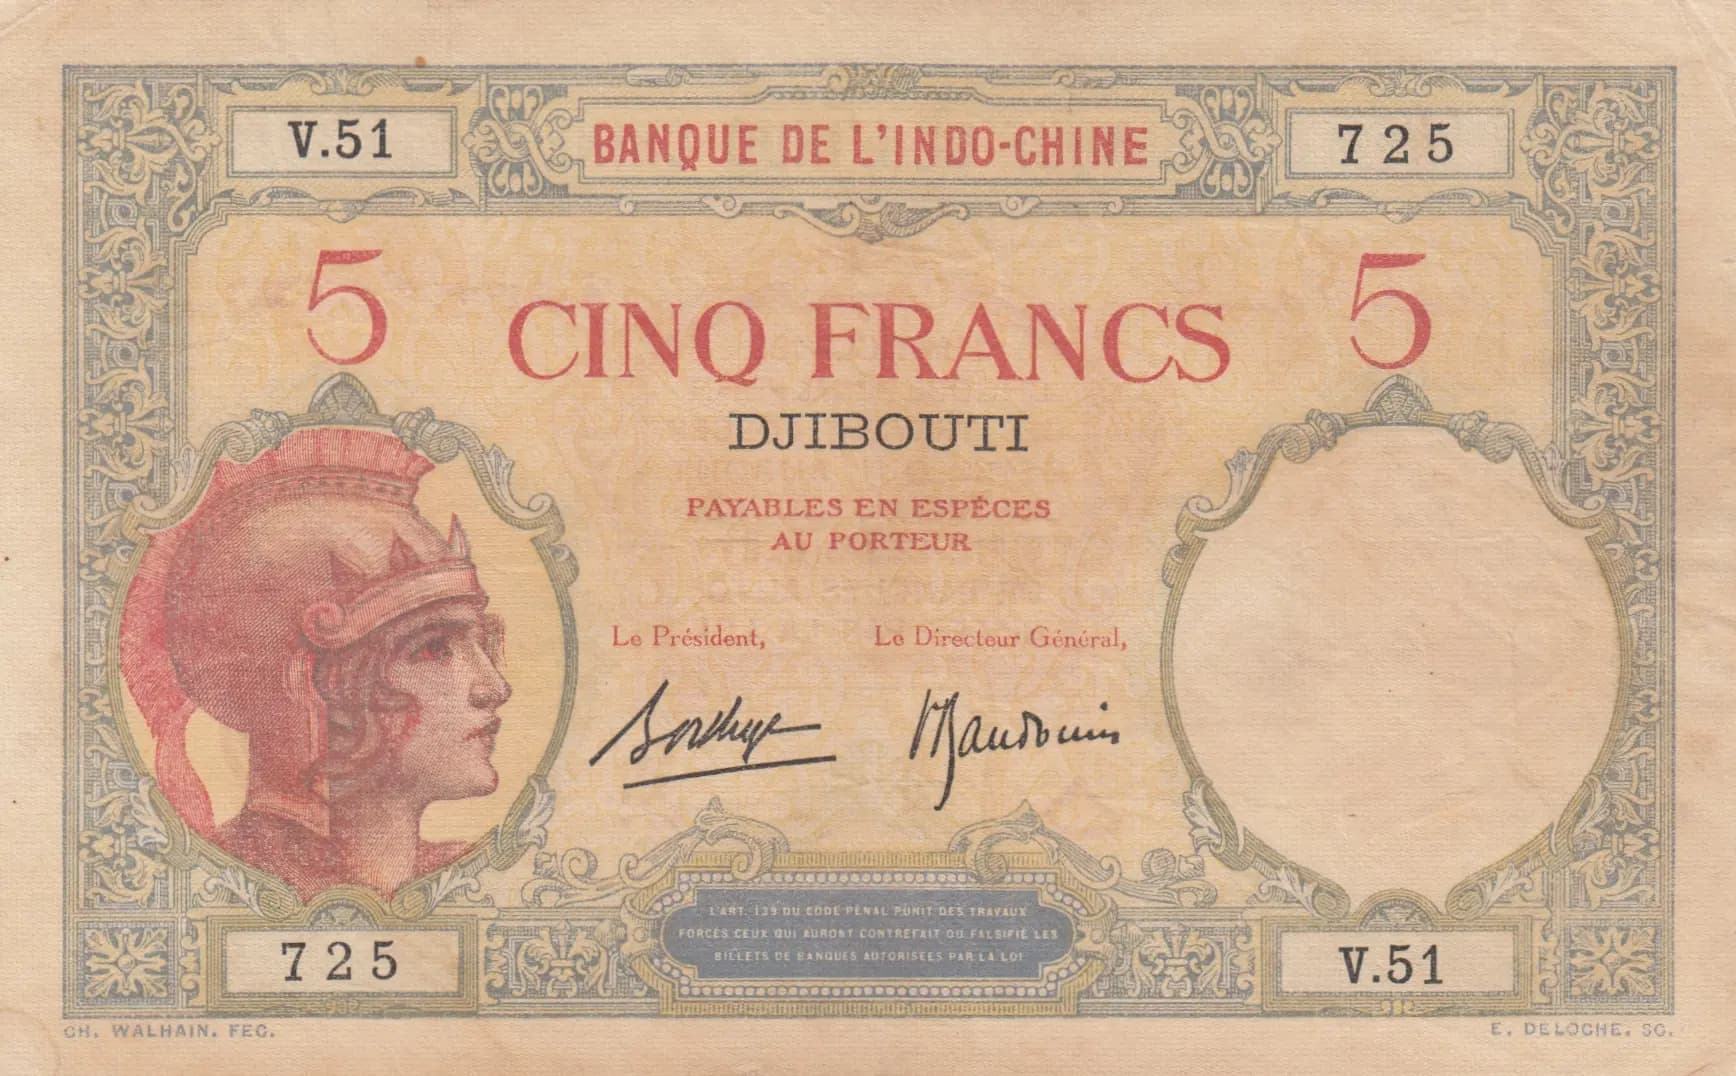 V.51
BANQUE DE L'INDO-CHINE
725
5
CINQ FRANCS
5
DJIBOUTI
PAYABLES EN ESPÈCES
AU PORTEUR
Le Président,
Le Directeur Général,
Borduge
Baudouin
L'ART. 139 DU CODE PÉNAL PUNIT DES TRAVAUX
FORCÉS CEUX QUI AURONT CONTREFAIT OU FALSIFIÉ LES
BILLETS DE BANQUES AUTORISÉES PAR LA LOI
725
V.51
CH. WALHAIN. FEC.
E. DELOCHE. SC.